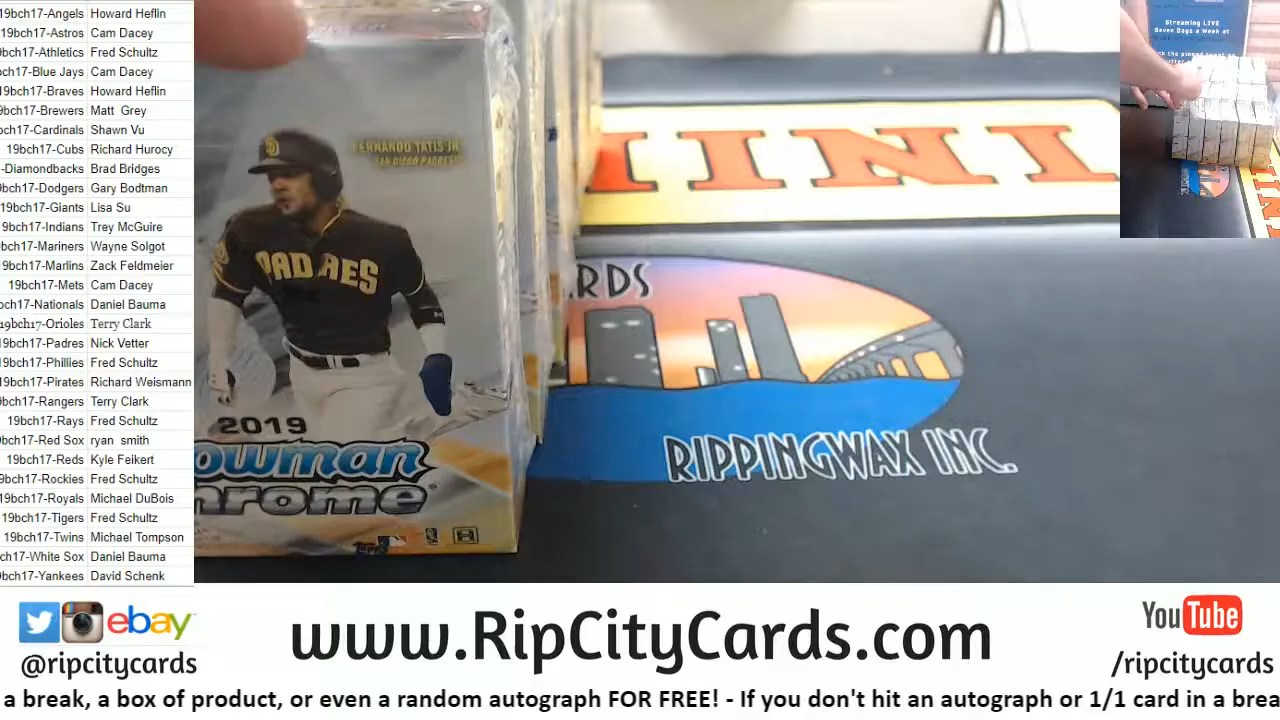 19bch17-Angels Howard Heflin
19bch17-Astros Cam Dacey
9bch17-Athletics Fred Schultz
ch17-Blue Jays Cam Dacey
9bch17-Braves Howard Heflin
9bch17-Brewers Matt Grey
bch17-Cardinals Shawn Vu
19bch17-Cubs Richard Hurocy
-Diamondbacks Brad Bridges
9bch17-Dodgers Gary Bodtman
19bch17-Giants Lisa Su
19bch17-Indians Trey McGuire
9bch17-Mariners Wayne Solgot
19bch17-Marlins Zack Feldmeier
19bch17-Mets Cam Dacey
bch17-Nationals Daniel Bauma
19bch17-Orioles Terry Clark
19bch17-Padres Nick Vetter
19bch17-Phillies Fred Schultz
19bch17-Pirates Richard Weismann
19bch17-Rangers Terry Clark
19bch17-Rays Fred Schultz
9bch17-Red Sox ryan smith
19bch17-Reds Kyle Feikert
9bch17-Rockies Fred Schultz
19bch17-Royals Michael DuBois
19bch17-Tigers Fred Schultz
19bch17-Twins Michael Tompson
ch17-White Sox Daniel Bauma
9bch17-Yankees David Schenk
FERNANDO TATIS JR.
SAN DIEGO PADRES
PADRES
2019
owman
hrome
INI
ARDS
RIPPINGWAX INC.
Streaming LIVE
Seven Days a Week at
ebay
@ripcitycards
www.RipCityCards.com
YouTube
/ripcitycards
a break, a box of product, or even a random autograph FOR FREE! - If you don't hit an autograph or 1/1 card in a brea